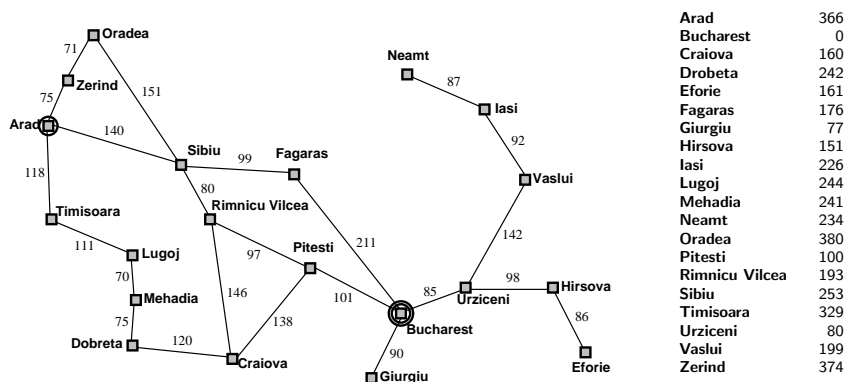 Oradea
71
Neamt
Zerind
87
75
151
Iasi
Arad
140
92
Sibiu
99
Fagaras
118
Vaslui
80
Rimnicu Vilcea
Timisoara
142
111
211
Lugoj
97
Pitesti
70
98
Hirsova
146
85
Mehadia
101
Urziceni
138
86
75
Bucharest
120
Dobreta
90
Craiova
Eforie
Giurgiu
Arad 366
Bucharest 0
Craiova 160
Drobeta 242
Eforie 161
Fagaras 176
Giurgiu 77
Hirsova 151
Iasi 226
Lugoj 244
Mehadia 241
Neamt 234
Oradea 380
Pitesti 100
Rimnicu Vilcea 193
Sibiu 253
Timisoara 329
Urziceni 80
Vaslui 199
Zerind 374